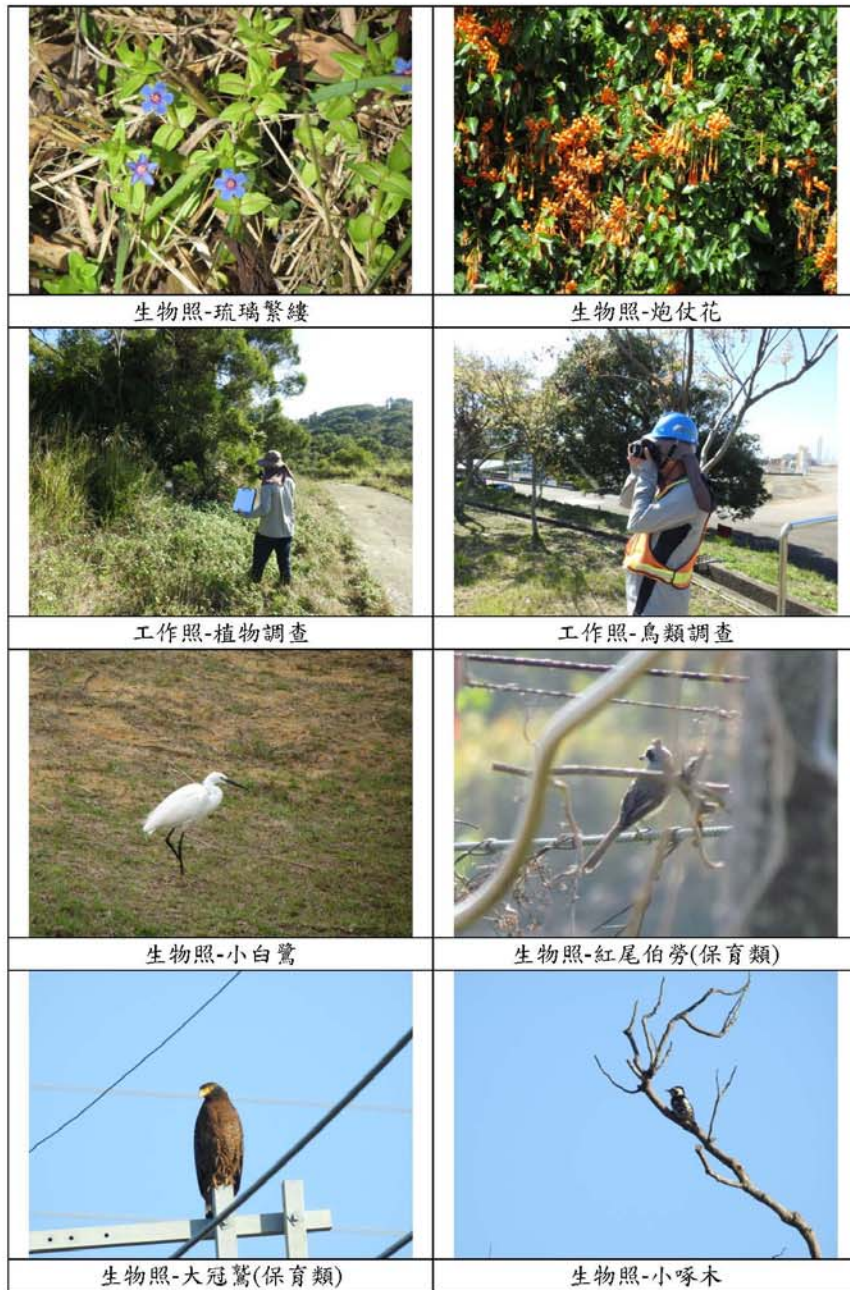 生物照-琉璃繁縷
生物照-炮仗花
工作照-植物調查
工作照-鳥類調查
生物照-小白鷺
生物照-紅尾伯勞(保育類)
生物照-大冠鷲(保育類)
生物照-小啄木